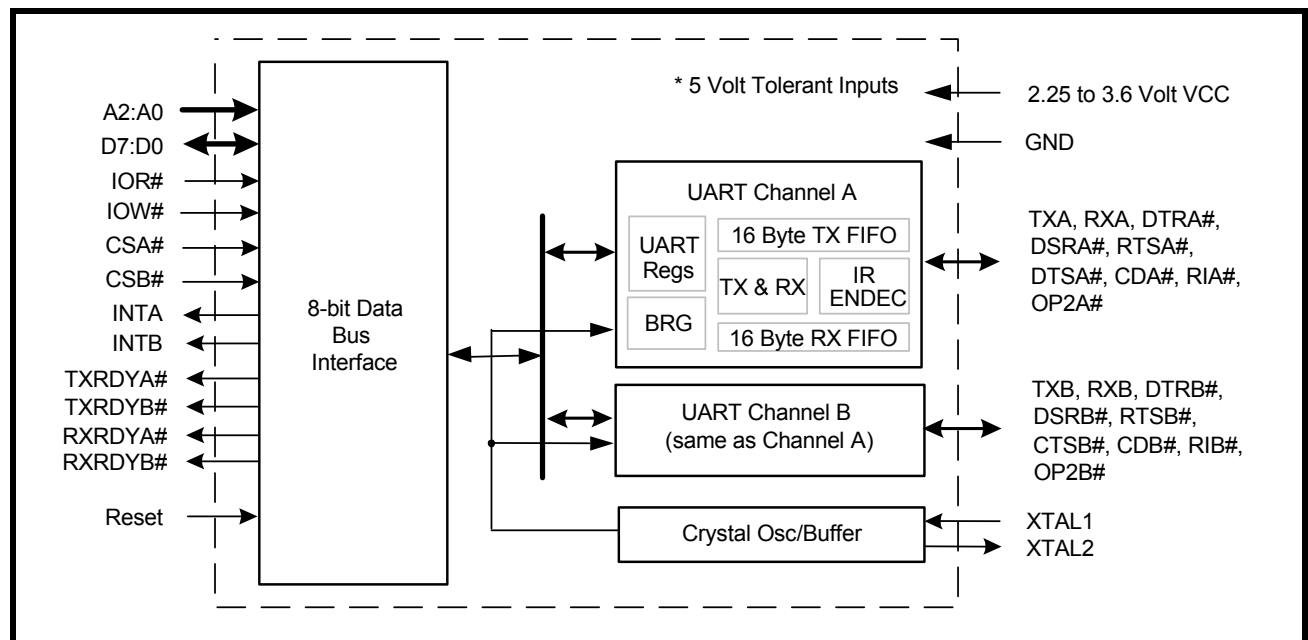 A2:A0
D7:D0
IOR#
IOW#
CSA#
CSB#
INTA
INTB
TXRDYA#
TXRDYB#
RXRDYA#
RXRDYB#
Reset
8-bit Data
Bus
Interface
* 5 Volt Tolerant Inputs
2.25 to 3.6 Volt VCC
GND
UART Channel A
UART
Regs
BRG
16 Byte TX FIFO
TX & RX
IR
ENDEC
16 Byte RX FIFO
TXA, RXA, DTRA#,
DSRA#, RTSA#,
DTSA#, CDA#, RIA#,
OP2A#
UART Channel B
(same as Channel A)
TXB, RXB, DTRB#,
DSRB#, RTSB#,
CTSB#, CDB#, RIB#,
OP2B#
Crystal Osc/Buffer
XTAL1
XTAL2